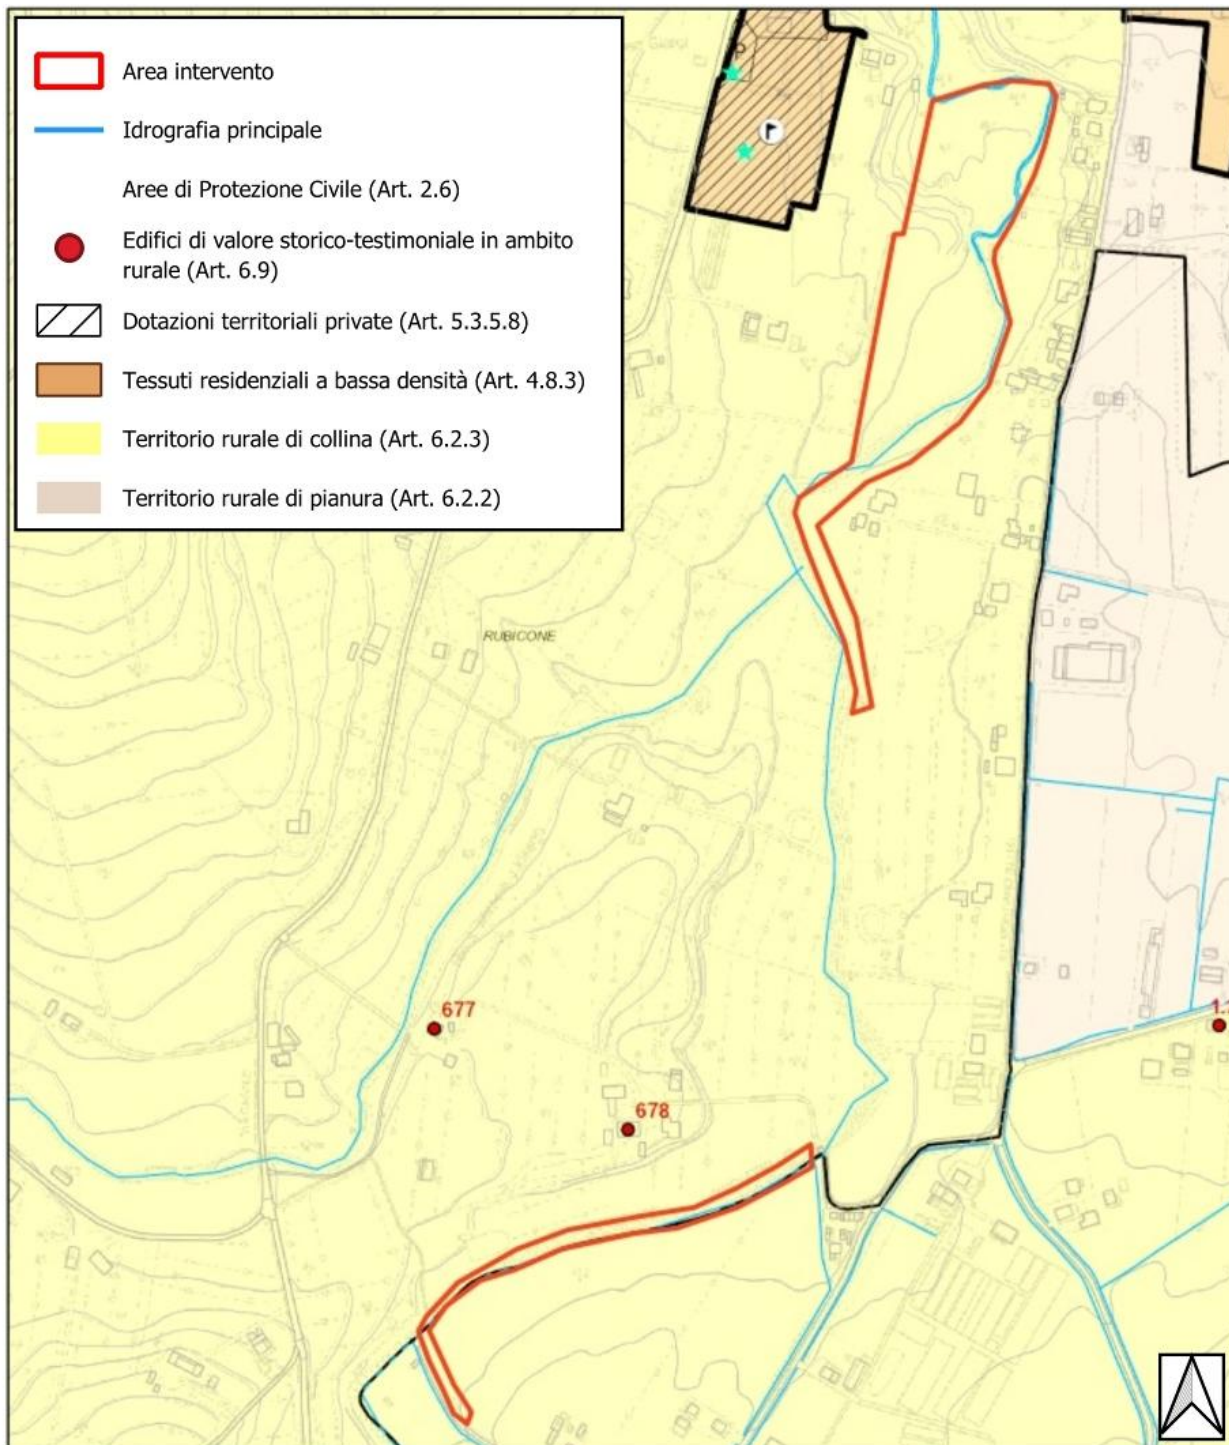 Area intervento
Idrografia principale
Aree di Protezione Civile (Art. 2.6)
Edifici di valore storico-testimoniale in ambito
rurale (Art. 6.9)
Dotazioni territoriali private (Art. 5.3.5.8)
Tessuti residenziali a bassa densità (Art. 4.8.3)
Territorio rurale di collina (Art. 6.2.3)
Territorio rurale di pianura (Art. 6.2.2)
P
RUBICONE
677
678